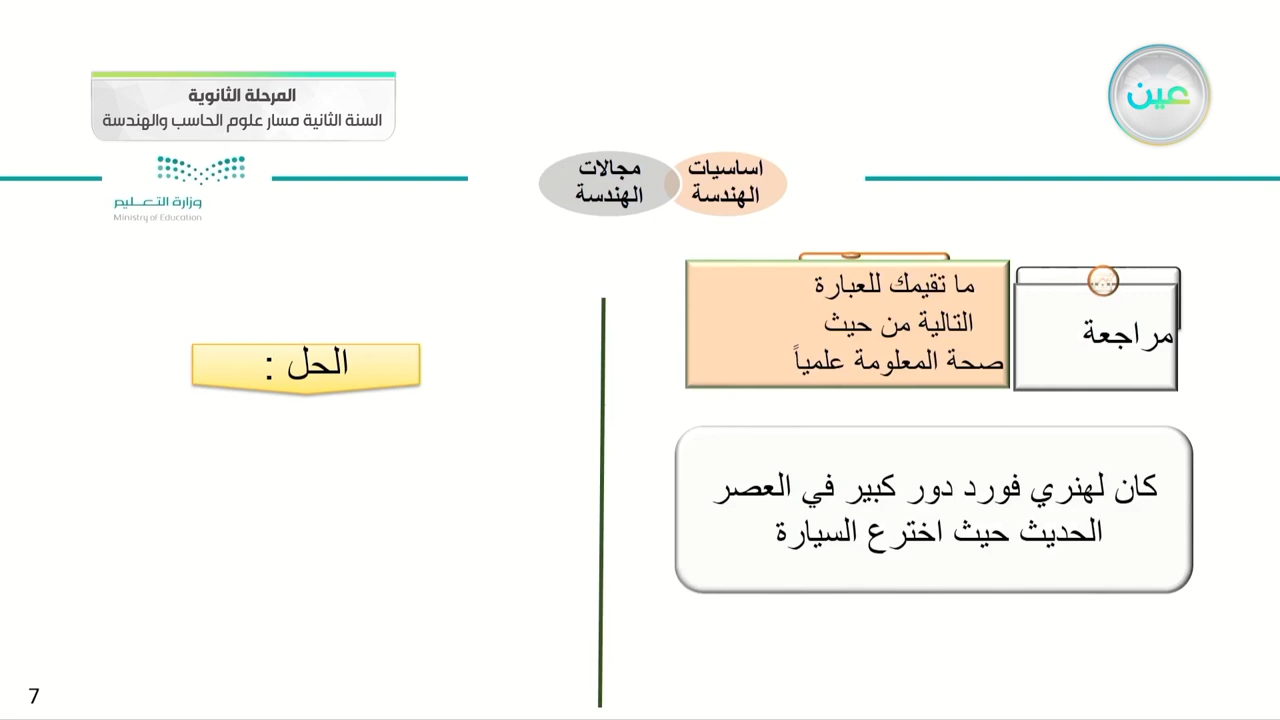 المرحلة الثانوية
السنة الثانية مسار علوم الحاسب والهندسة
عين
وزارة التعـليم
Ministry of Education
اساسيات
الهندسة
مجالات
الهندسة
مراجعة
ما تقيمك للعبارة
التالية من حيث
صحة المعلومة علمياً
كان لهنري فورد دور كبير في العصر
الحديث حيث اخترع السيارة
الحل :
7